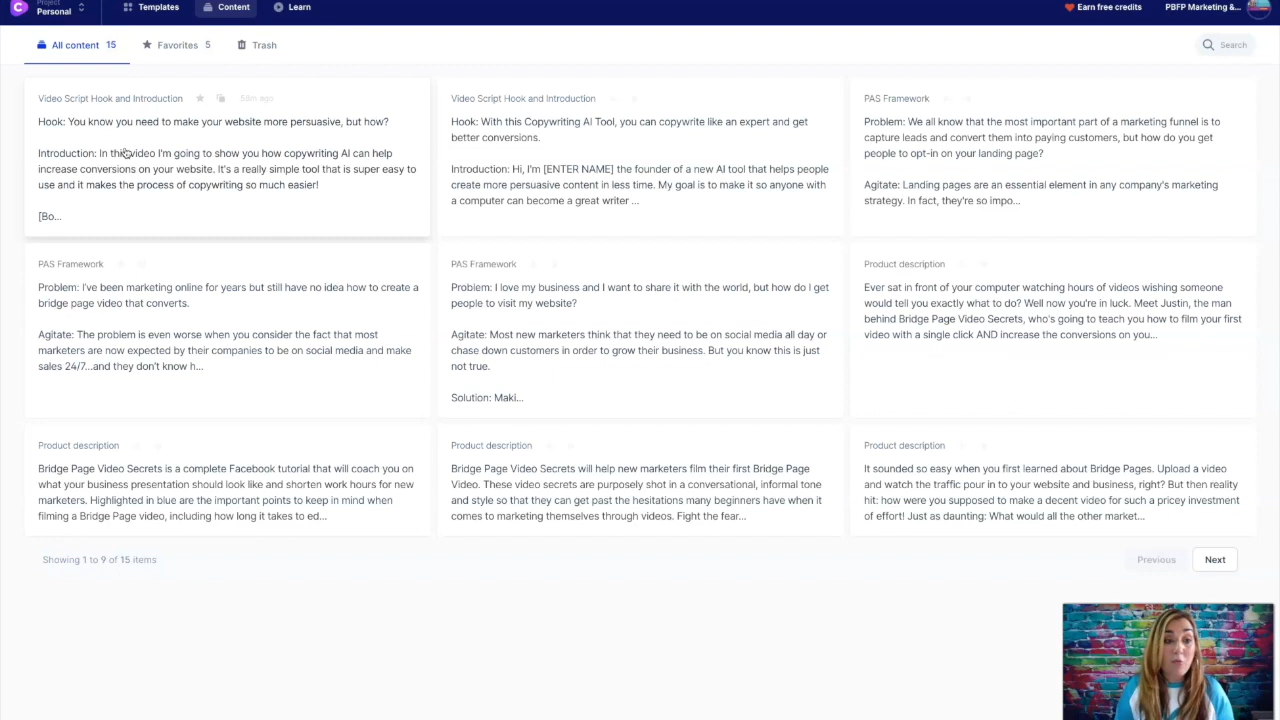 Project
Personal
Templates
Content
Learn
Earn free credits
PBFP Marketing &...
All content 15
Favorites 5
Trash
Search
Video Script Hook and Introduction 56m ago
Hook: You know you need to make your website more persuasive, but how?
Introduction: In this video I'm going to show you how copywriting AI can help
increase conversions on your website. It's a really simple tool that is super easy to
use and it makes the process of copywriting so much easier!
[Bo...
Video Script Hook and Introduction
Hook: With this Copywriting AI Tool, you can copywrite like an expert and get
better conversions.
Introduction: Hi, I'm [ENTER NAME] the founder of a new AI tool that helps people
create more persuasive content in less time. My goal is to make it so anyone with
a computer can become a great writer ...
PAS Framework
Problem: We all know that the most important part of a marketing funnel is to
capture leads and convert them into paying customers, but how do you get
people to opt-in on your landing page?
Agitate: Landing pages are an essential element in any company's marketing
strategy. In fact, they're so impo...
PAS Framework
Problem: I've been marketing online for years but still have no idea how to create a
bridge page video that converts.
Agitate: The problem is even worse when you consider the fact that most
marketers are now expected by their companies to be on social media and make
sales 24/7...and they don't know h...
PAS Framework
Problem: I love my business and I want to share it with the world, but how do I get
people to visit my website?
Agitate: Most new marketers think that they need to be on social media all day or
chase down customers in order to grow their business. But you know this is just
not true.
Solution: Maki...
Product description
Ever sat in front of your computer watching hours of videos wishing someone
would tell you exactly what to do? Well now you're in luck. Meet Justin, the man
behind Bridge Page Video Secrets, who's going to teach you how to film your first
video with a single click AND increase the conversions on you...
Product description
Bridge Page Video Secrets is a complete Facebook tutorial that will coach you on
what your business presentation should look like and shorten work hours for new
marketers. Highlighted in blue are the important points to keep in mind when
filming a Bridge Page video, including how long it takes to ed...
Product description
Bridge Page Video Secrets will help new marketers film their first Bridge Page
Video. These video secrets are purposely shot in a conversational, informal tone
and style so that they can get past the hesitations many beginners have when it
comes to marketing themselves through videos. Fight the fear...
Product description
It sounded so easy when you first learned about Bridge Pages. Upload a video
and watch the traffic pour in to your website and business, right? But then reality
hit: how were you supposed to make a decent video for such a pricey investment
of effort! Just as daunting: What would all the other market...
Showing 1 to 9 of 15 items
Previous
Next